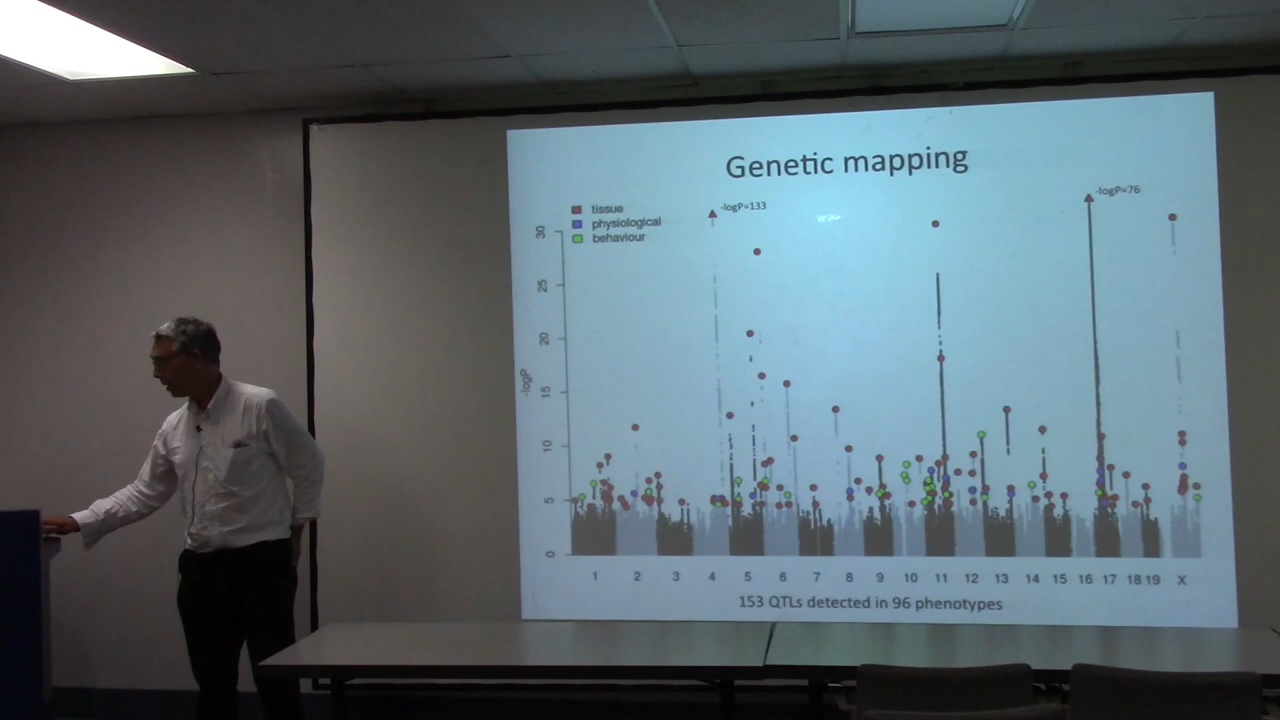 Genetic mapping
tissue
physiological
behaviour
-logP=133
-logP=76
-logP
30
25
20
15
10
5
0
1 2 3 4 5 6 7 8 9 10 11 12 13 14 15 16 17 18 19 X
153 QTLs detected in 96 phenotypes